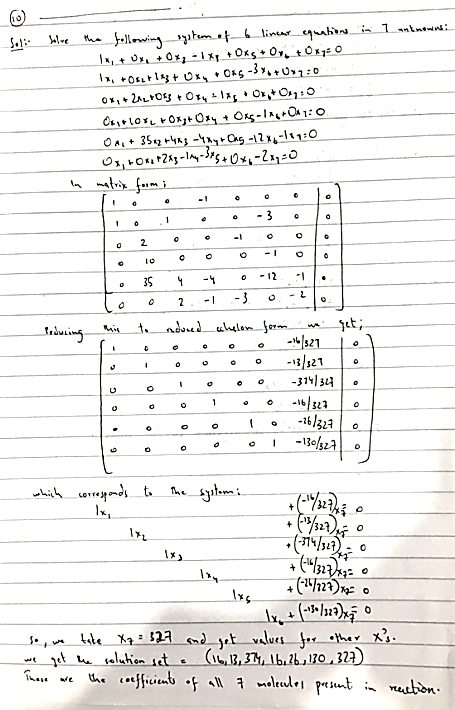 (10)
Sol:- Solve the following system of 6 linear equations in 7 unknowns:
1x₁ + 0x₂ + 0x₃ - 1x₄ + 0x₅ + 0x₆ + 0x₇ = 0
1x₁ + 0x₂ + 1x₃ + 0x₄ + 0x₅ - 3x₆ + 0x₇ = 0
0x₁ + 2x₂ + 0x₃ + 0x₄ - 1x₅ + 0x₆ + 0x₇ = 0
0x₁ + 10x₂ + 0x₃ + 0x₄ + 0x₅ - 1x₆ + 0x₇ = 0
0x₁ + 35x₂ + 4x₃ - 4x₄ + 0x₅ - 12x₆ - 1x₇ = 0
0x₁ + 0x₂ + 2x₃ - 1x₄ - 3x₅ + 0x₆ - 2x₇ = 0
In matrix form;
1 0 0 -1 0 0 0 | 0
1 0 1 0 0 -3 0 | 0
0 2 0 0 -1 0 0 | 0
0 10 0 0 0 -1 0 | 0
0 35 4 -4 0 -12 -1 | 0
0 0 2 -1 -3 0 -2 | 0
Reducing this to reduced echelon form we get;
1 0 0 0 0 0 -16/327 | 0
0 1 0 0 0 0 -13/327 | 0
0 0 1 0 0 0 -374/327 | 0
0 0 0 1 0 0 -16/327 | 0
0 0 0 0 1 0 -26/327 | 0
0 0 0 0 0 1 -130/327 | 0
which corresponds to the system:
1x₁ + (-16/327)x₇ = 0
1x₂ + (-13/327)x₇ = 0
1x₃ + (-374/327)x₇ = 0
1x₄ + (-16/327)x₇ = 0
1x₅ + (-26/327)x₇ = 0
1x₆ + (-130/327)x₇ = 0
So, we take x₇ = 327 and get values for other x's.
we get the solution set = (16, 13, 374, 16, 26, 130, 327)
These are the coefficients of all 7 molecules present in reaction.